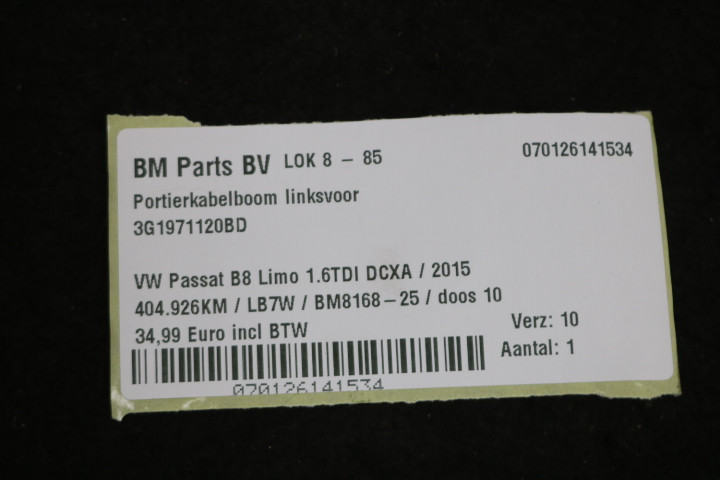 BM Parts BV LOK 8 - 85 070126141534
Portierkabelboom linksvoor
3G1971120BD
VW Passat B8 Limo 1.6TDI DCXA / 2015
404.926KM / LB7W / BM8168-25 / doos 10
34,99 Euro incl BTW Verz: 10
Aantal: 1
070126141534